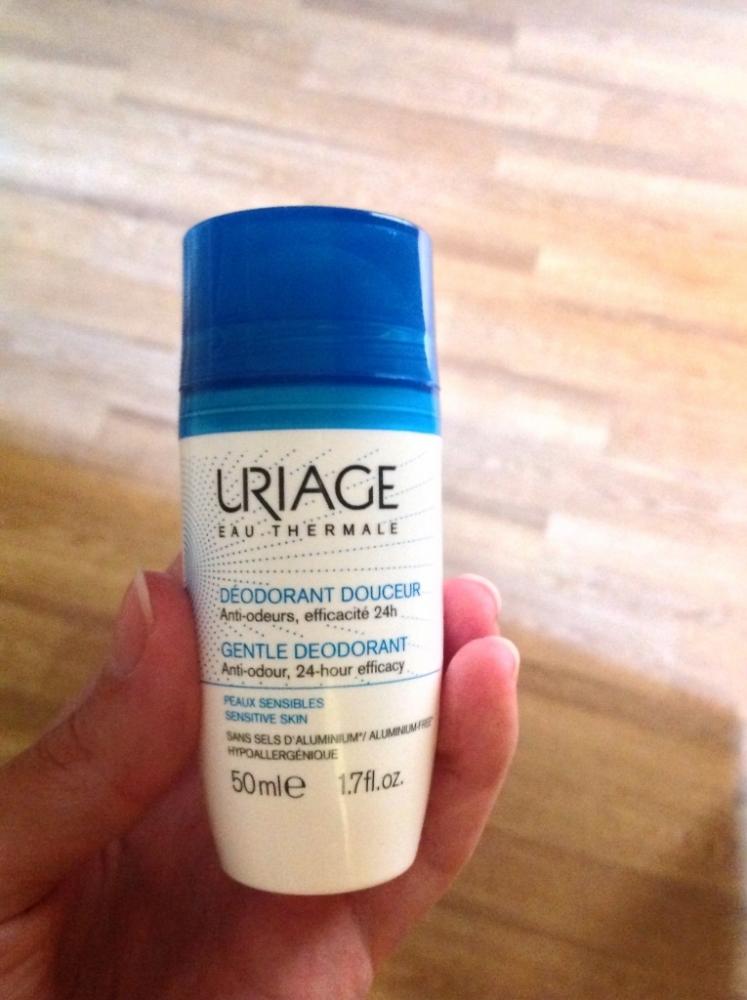 URIAGE
EAU THERMALE
DÉODORANT DOUCEUR
Anti-odeurs, efficacité 24h
GENTLE DEODORANT
Anti-odour, 24-hour efficacy
PEAUX SENSIBLES
SENSITIVE SKIN
SANS SELS D'ALUMINIUM*/ ALUMINIUM-FREE*
HYPOALLERGÉNIQUE
50ml℮ 1.7fl.oz.